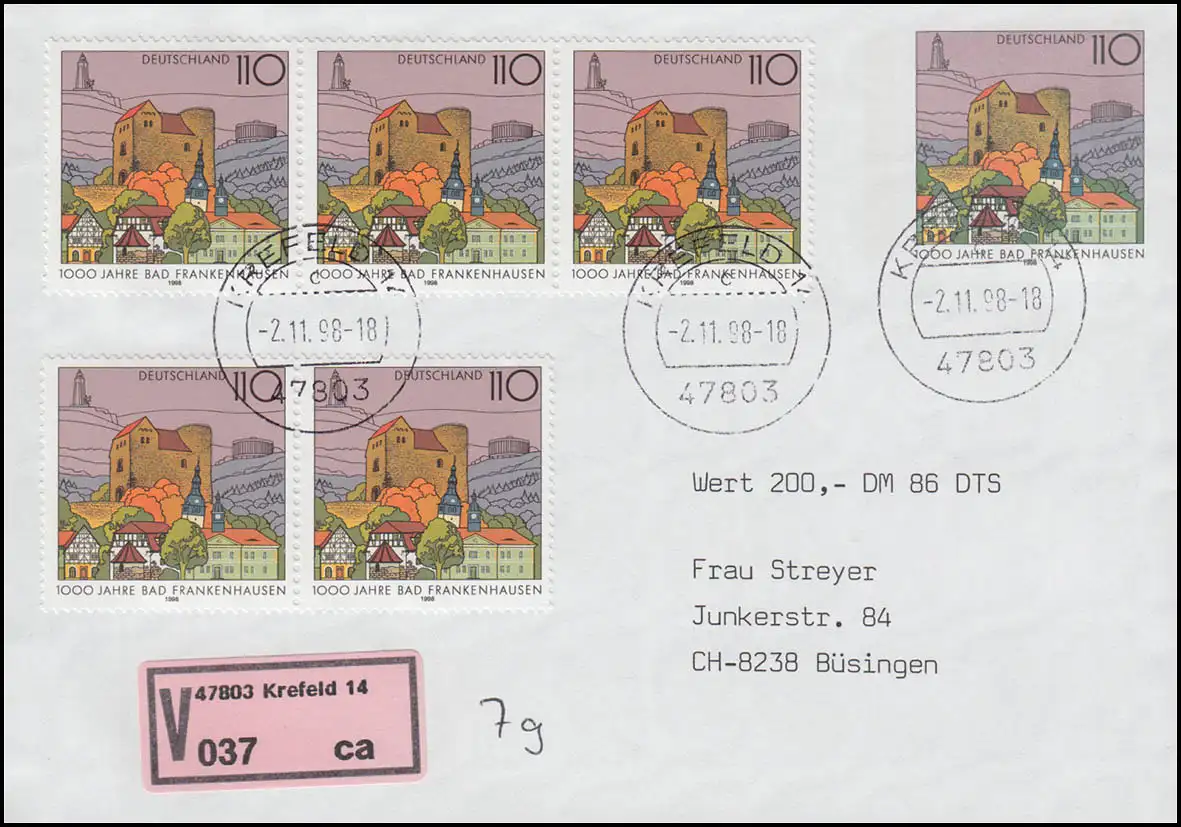 DEUTSCHLAND 110
1000 JAHRE BAD FRANKENHAUSEN
1998
DEUTSCHLAND 110
1000 JAHRE BAD FRANKENHAUSEN
1998
DEUTSCHLAND 110
1000 JAHRE BAD FRANKENHAUSEN
1998
DEUTSCHLAND 110
1000 JAHRE BAD FRANKENHAUSEN
1998
KREFELD
c
-2.11.98-18
47803
KREFELD
c
-2.11.98-18
47803
-2.11.98-18
47803
DEUTSCHLAND 110
1000 JAHRE BAD FRANKENHAUSEN
1998
DEUTSCHLAND 110
1000 JAHRE BAD FRANKENHAUSEN
1998
Wert 200,- DM 86 DTS
Frau Streyer
Junkerstr. 84
CH-8238 Büsingen
V 47803 Krefeld 14
037 ca
7g